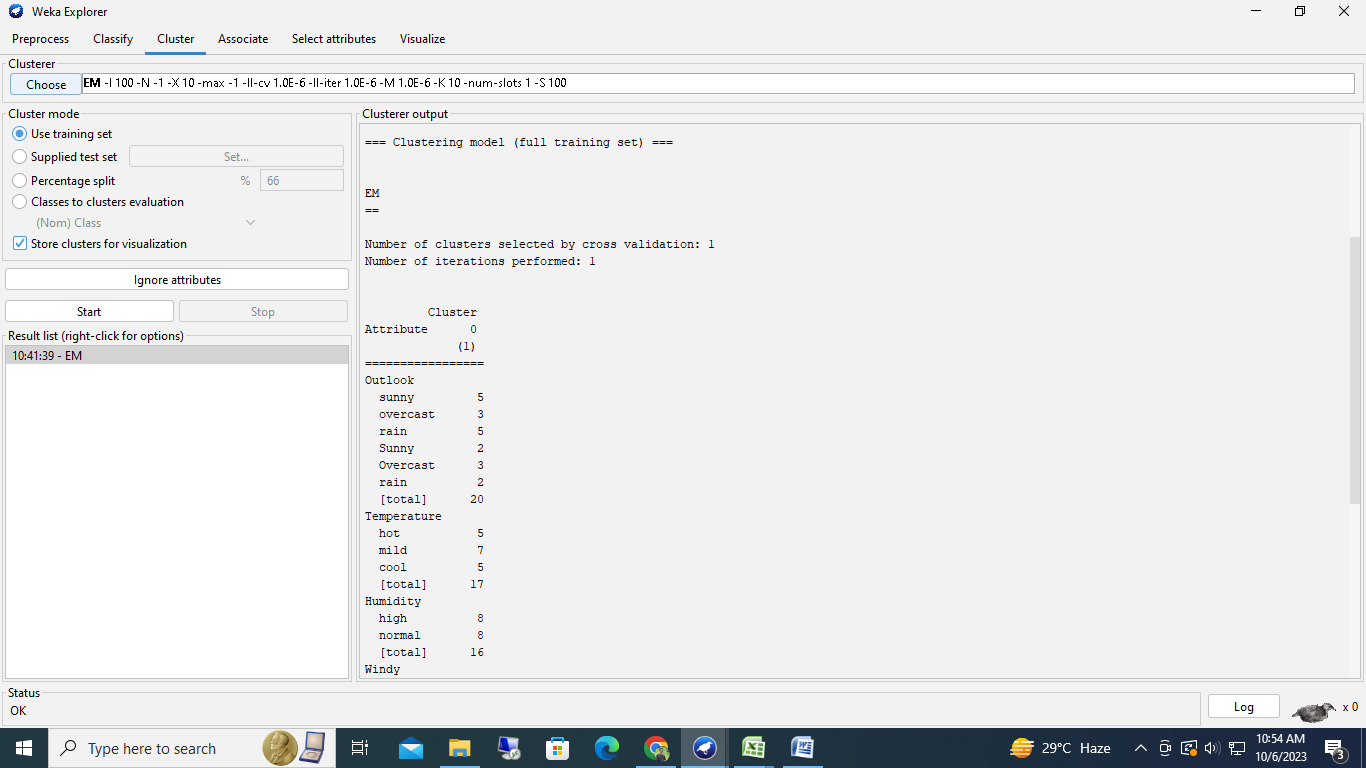 Weka Explorer
Preprocess Classify Cluster Associate Select attributes Visualize
Clusterer
Choose EM -I 100 -N -1 -X 10 -max -1 -ll-cv 1.0E-6 -ll-iter 1.0E-6 -M 1.0E-6 -K 10 -num-slots 1 -S 100
Cluster mode
Use training set
Supplied test set Set...
Percentage split % 66
Classes to clusters evaluation
(Nom) Class
Store clusters for visualization
Ignore attributes
Start Stop
Result list (right-click for options)
10:41:39 - EM
Clusterer output
=== Clustering model (full training set) ===
EM
==
Number of clusters selected by cross validation: 1
Number of iterations performed: 1
Cluster
Attribute 0
(1)
=================
Outlook
sunny 5
overcast 3
rain 5
Sunny 2
Overcast 3
rain 2
[total] 20
Temperature
hot 5
mild 7
cool 5
[total] 17
Humidity
high 8
normal 8
[total] 16
Windy
Status
OK
Log x 0
Type here to search
29°C Haze
10:54 AM
10/6/2023
3